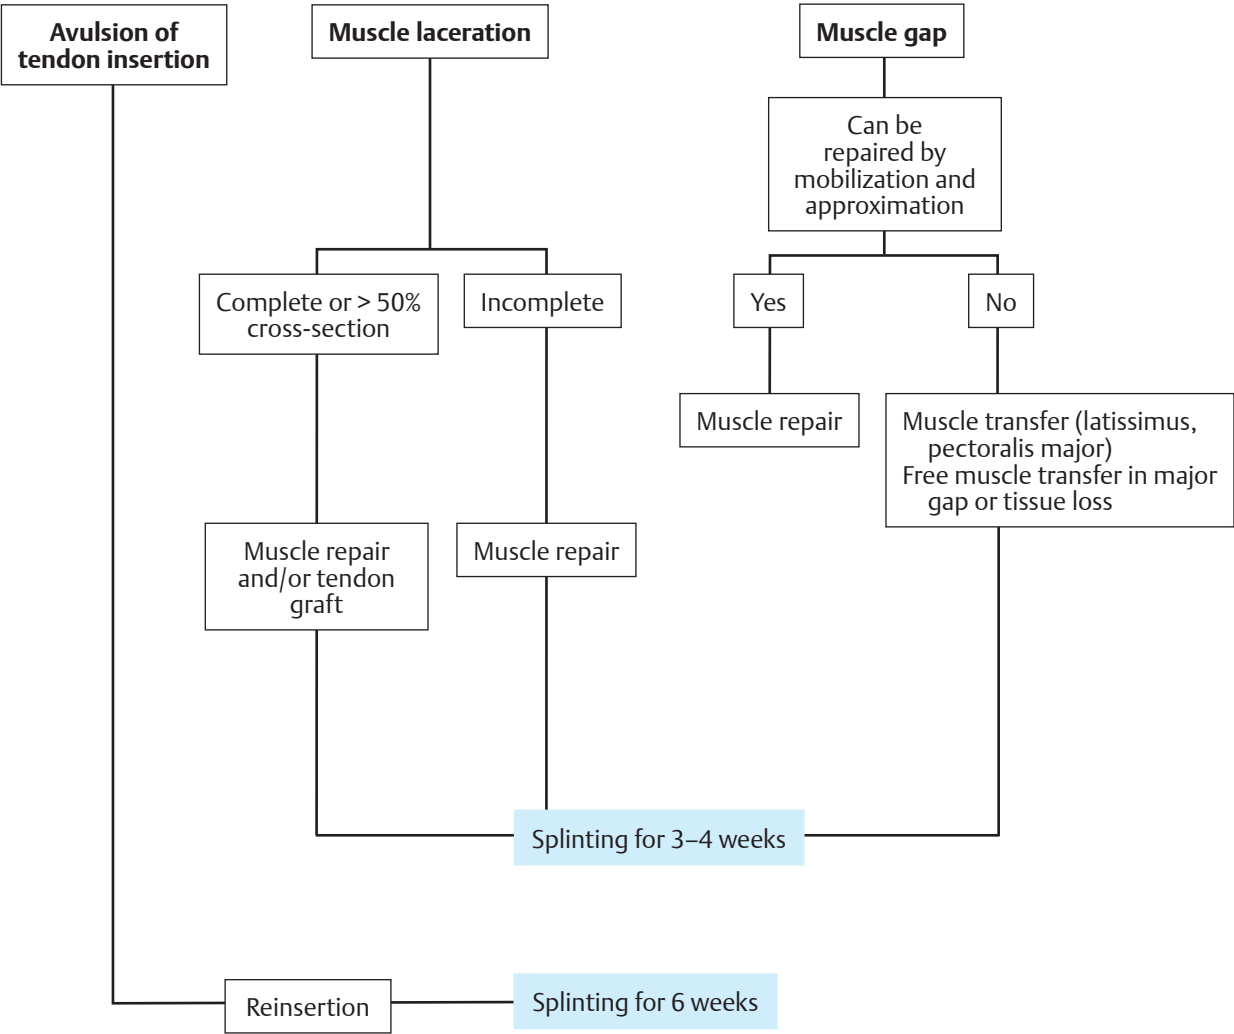 Avulsion of
tendon insertion
Muscle laceration
Muscle gap
Can be
repaired by
mobilization and
approximation
Complete or > 50%
cross-section
Incomplete
Yes
No
Muscle repair
Muscle transfer (latissimus,
pectoralis major)
Free muscle transfer in major
gap or tissue loss
Muscle repair
and/or tendon
graft
Muscle repair
Splinting for 3–4 weeks
Reinsertion
Splinting for 6 weeks